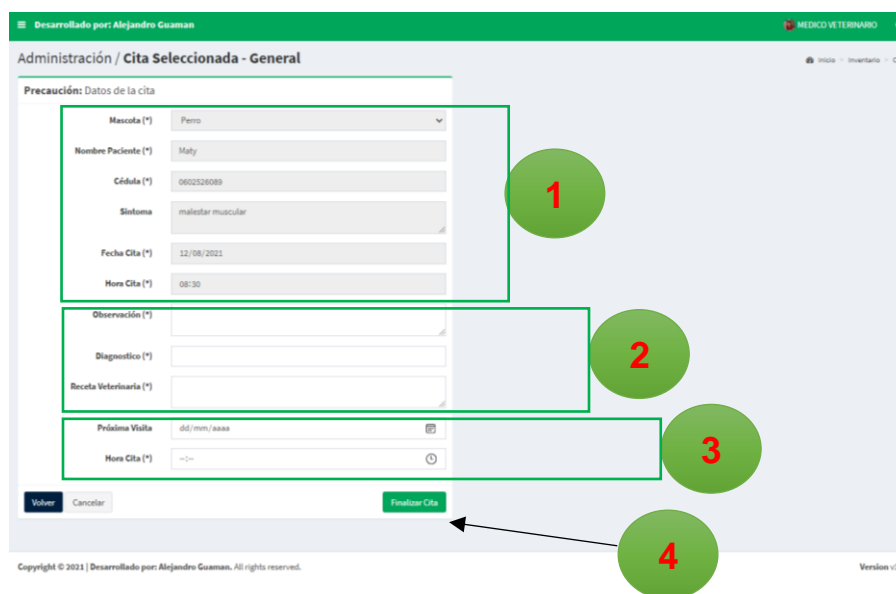 Desarrollado por: Alejandro Guaman
MEDICO VETERINARIO
Administración / Cita Seleccionada - General
Inicio - Inventario -
Precaución: Datos de la cita
Mascota (*) Perro
Nombre Paciente (*) Maty
Cédula (*) 0602526089
Síntoma malestar muscular
Fecha Cita (*) 12/08/2021
Hora Cita (*) 08:30
1
Observación (*)
Diagnostico (*)
Receta Veterinaria (*)
2
Próxima Visita dd/mm/aaaa
Hora Cita (*) --:--
3
Volver Cancelar Finalizar Cita
4
Copyright © 2021 | Desarrollado por: Alejandro Guaman. All rights reserved.
Version